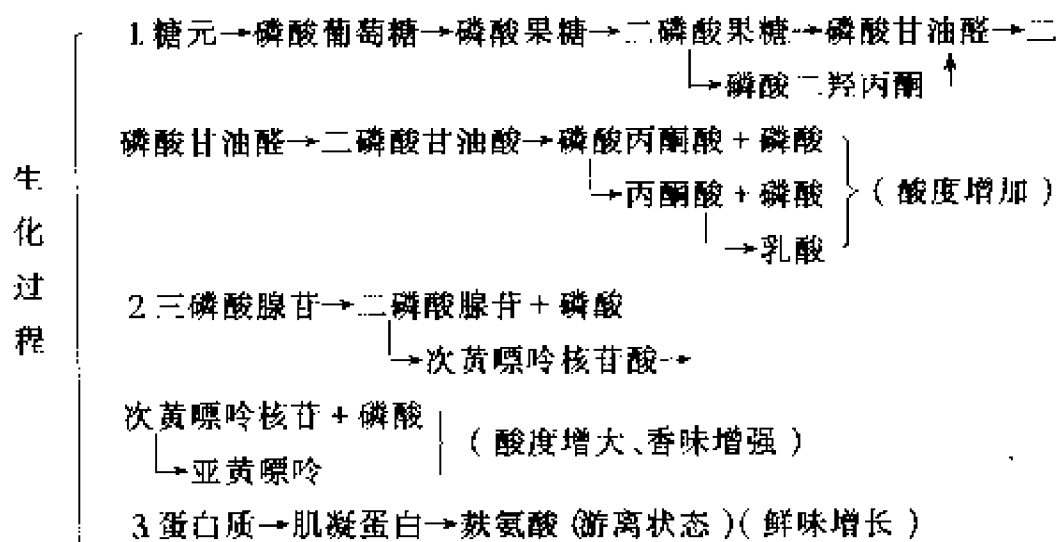 1.糖元→磷酸葡萄糖→磷酸果糖→二磷酸果糖→磷酸甘油醛→二
→磷酸二羟丙酮
磷酸甘油醛→二磷酸甘油酸→磷酸丙酮酸+磷酸
→丙酮酸+磷酸
(酸度增加)
→乳酸
生化过程
2.三磷酸腺苷→二磷酸腺苷+磷酸
→次黄嘌呤核苷酸→
次黄嘌呤核苷+磷酸
→亚黄嘌呤
(酸度增大、香味增强)
3.蛋白质→肌凝蛋白→麸氨酸(游离状态)(鲜味增长)